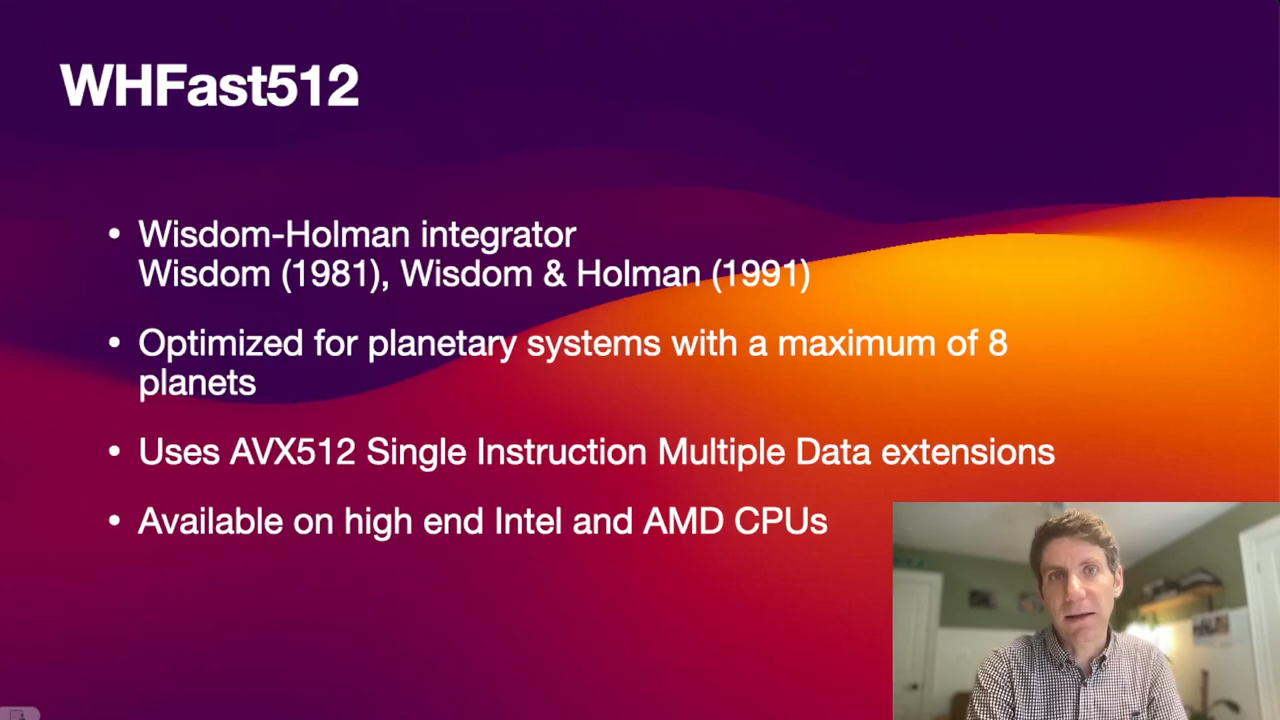 WHFast512
• Wisdom-Holman integrator
Wisdom (1981), Wisdom & Holman (1991)
• Optimized for planetary systems with a maximum of 8
planets
• Uses AVX512 Single Instruction Multiple Data extensions
• Available on high end Intel and AMD CPUs